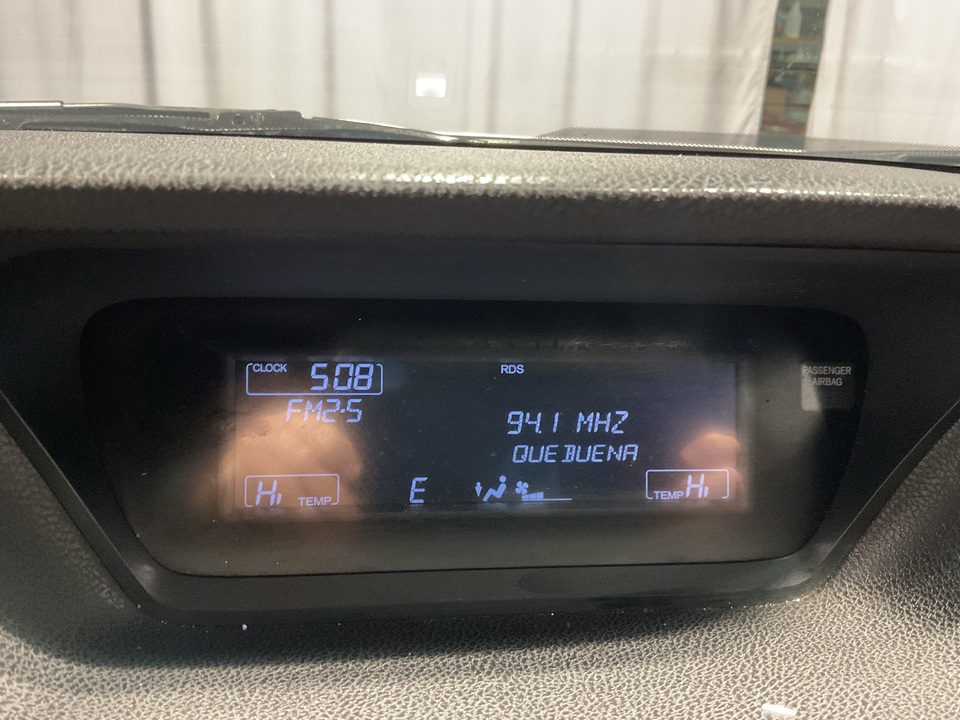 CLOCK 5:08
RDS
FM2-5
94.1 MHZ
QUE BUENA
Hi TEMP
E
TEMP Hi
PASSENGER
AIRBAG